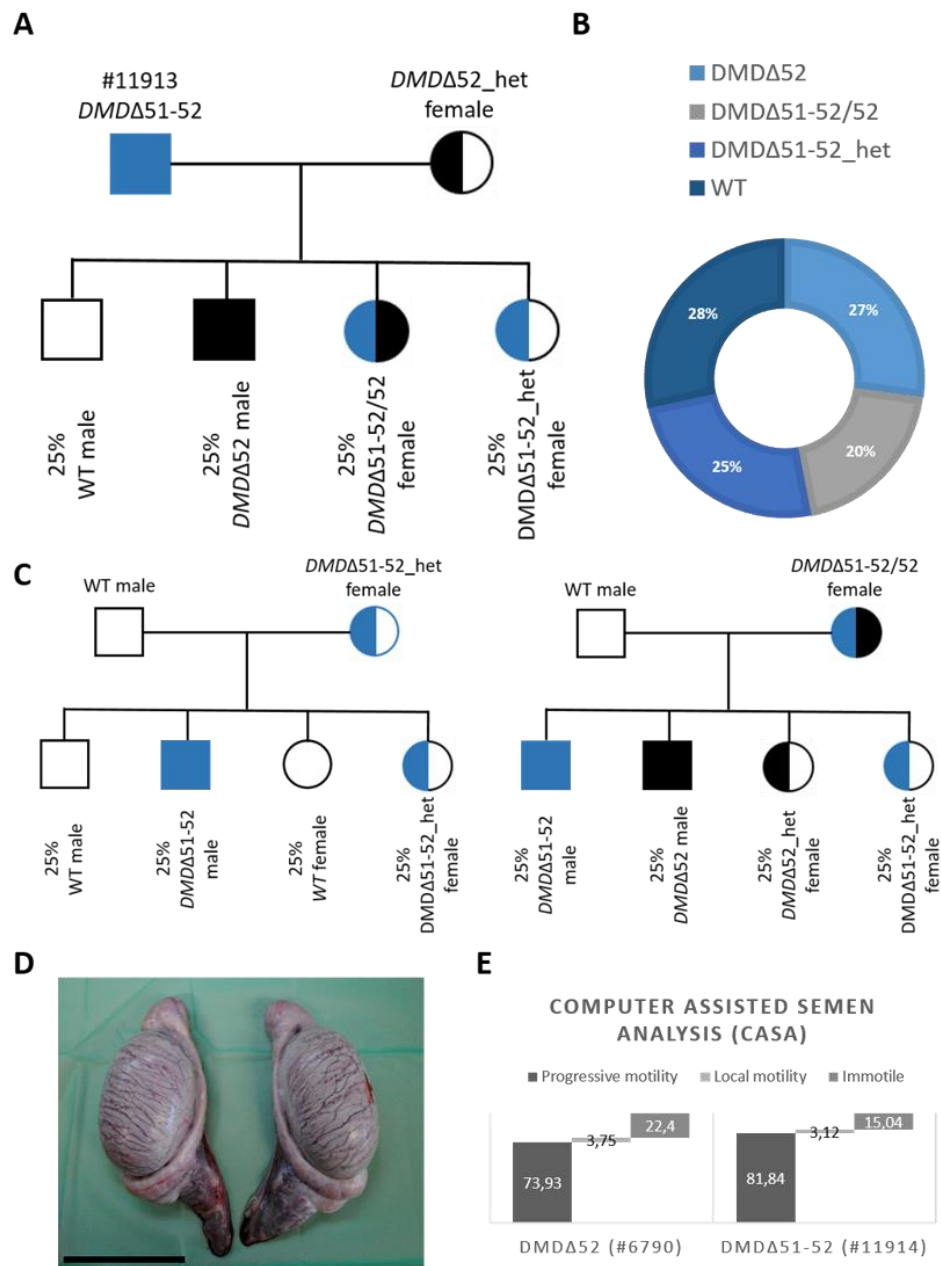 A
#11913
DMDΔ51-52
DMDΔ52_het
female
25%
WT male
25%
DMDΔ52 male
25%
DMDΔ51-52/52
female
25%
DMDΔ51-52_het
female
B
DMDΔ52
DMDΔ51-52/52
DMDΔ51-52_het
WT
28%
27%
25%
20%
C
WT male
DMDΔ51-52_het
female
25%
WT male
25%
DMDΔ51-52
male
25%
WT female
25%
DMDΔ51-52_het
female
WT male
DMDΔ51-52/52
female
25%
DMDΔ51-52
male
25%
DMDΔ52 male
25%
DMDΔ52_het
female
25%
DMDΔ51-52_het
female
D
E
COMPUTER ASSISTED SEMEN
ANALYSIS (CASA)
Progressive motility Local motility Immotile
73,93
3,75
22,4
81,84
3,12
15,04
DMDΔ52 (#6790)
DMDΔ51-52 (#11914)